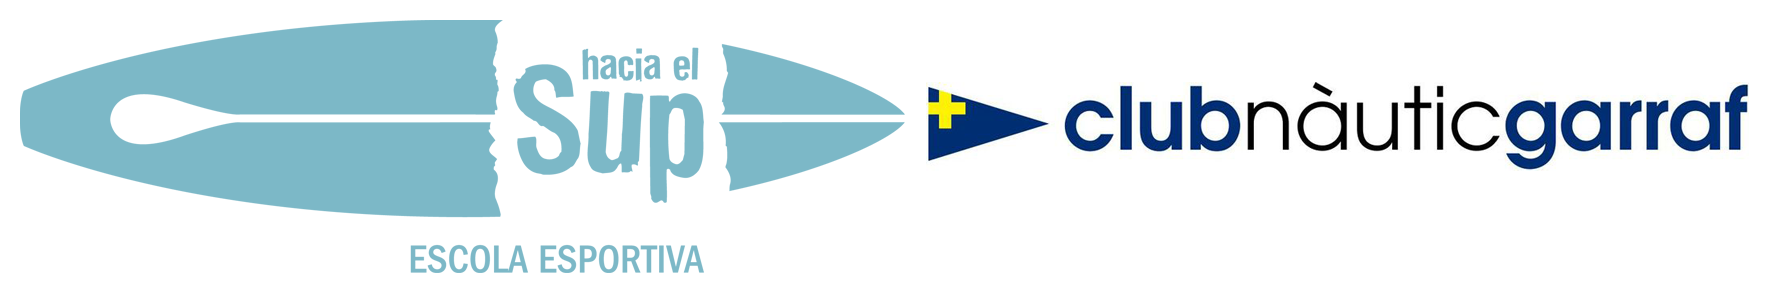 hacia el
Sup
ESCOLA ESPORTIVA
clubnàuticgarraf